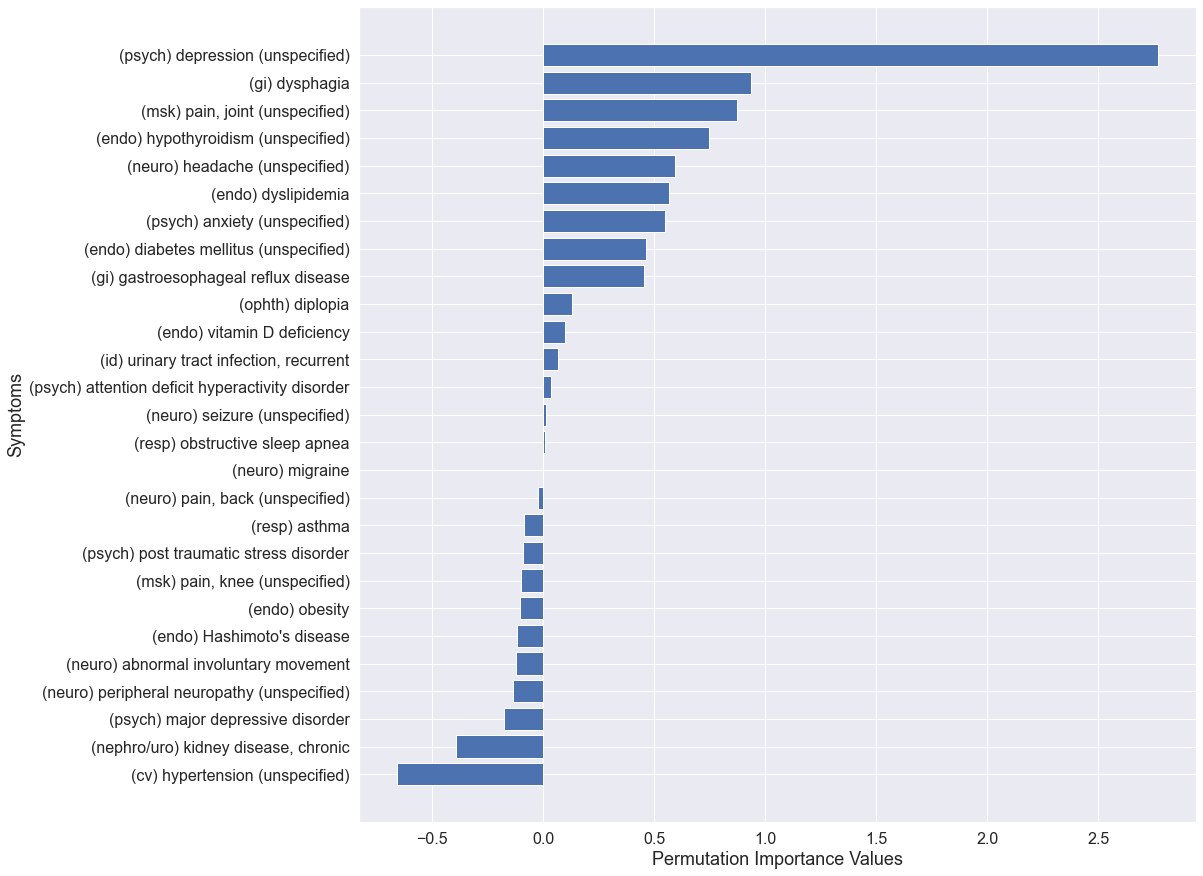 (psych) depression (unspecified)
(gi) dysphagia
(msk) pain, joint (unspecified)
(endo) hypothyroidism (unspecified)
(neuro) headache (unspecified)
(endo) dyslipidemia
(psych) anxiety (unspecified)
(endo) diabetes mellitus (unspecified)
(gi) gastroesophageal reflux disease
(ophth) diplopia
(endo) vitamin D deficiency
(id) urinary tract infection, recurrent
(psych) attention deficit hyperactivity disorder
(neuro) seizure (unspecified)
(resp) obstructive sleep apnea
(neuro) migraine
(neuro) pain, back (unspecified)
(resp) asthma
(psych) post traumatic stress disorder
(msk) pain, knee (unspecified)
(endo) obesity
(endo) Hashimoto's disease
(neuro) abnormal involuntary movement
(neuro) peripheral neuropathy (unspecified)
(psych) major depressive disorder
(nephro/uro) kidney disease, chronic
(cv) hypertension (unspecified)
Symptoms
−0.5 0.0 0.5 1.0 1.5 2.0 2.5
Permutation Importance Values